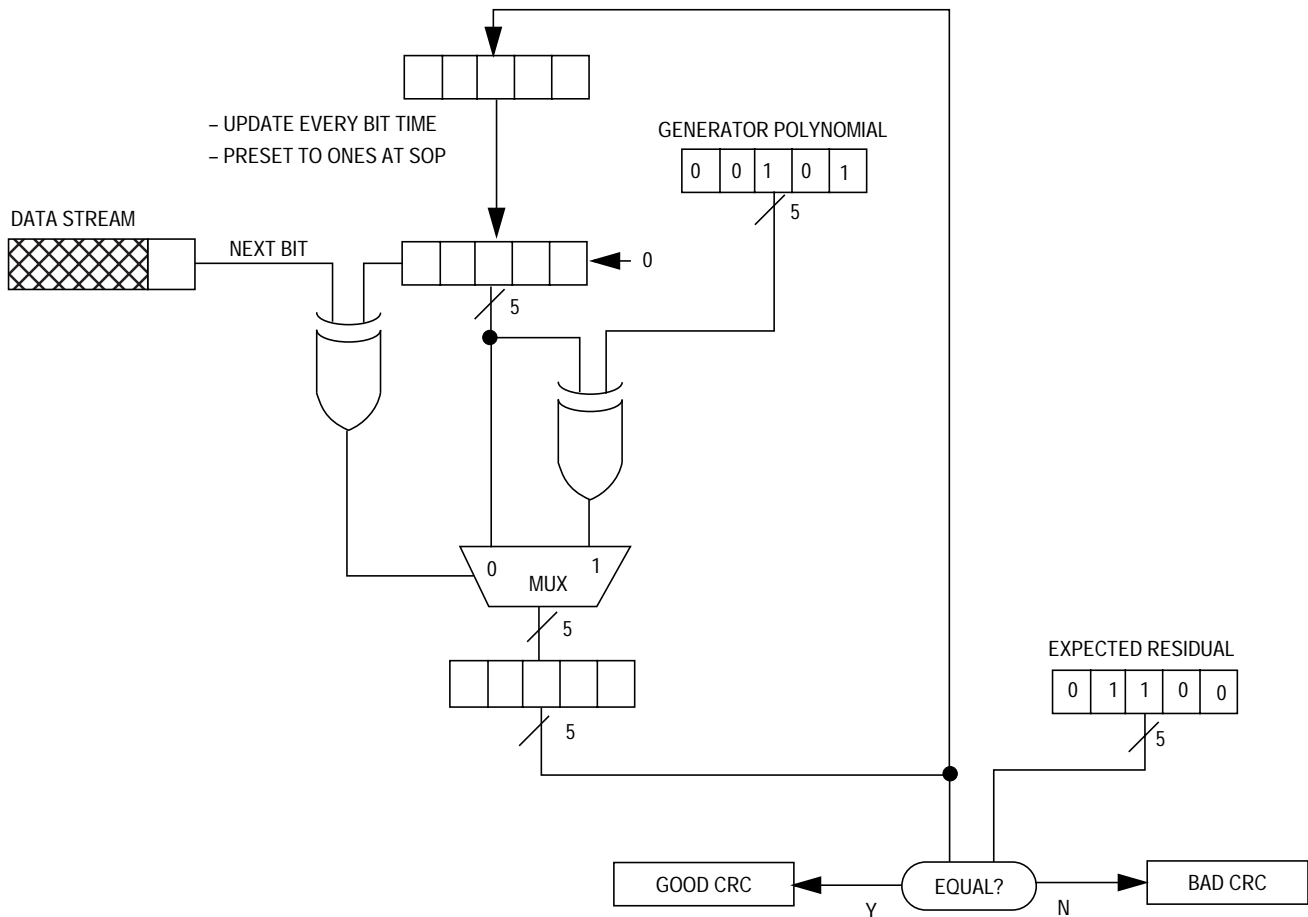 – UPDATE EVERY BIT TIME
– PRESET TO ONES AT SOP
GENERATOR POLYNOMIAL
0 0 1 0 1
5
DATA STREAM
NEXT BIT
0
5
0 1
MUX
5
EXPECTED RESIDUAL
0 1 1 0 0
5
5
GOOD CRC
EQUAL?
BAD CRC
Y
N